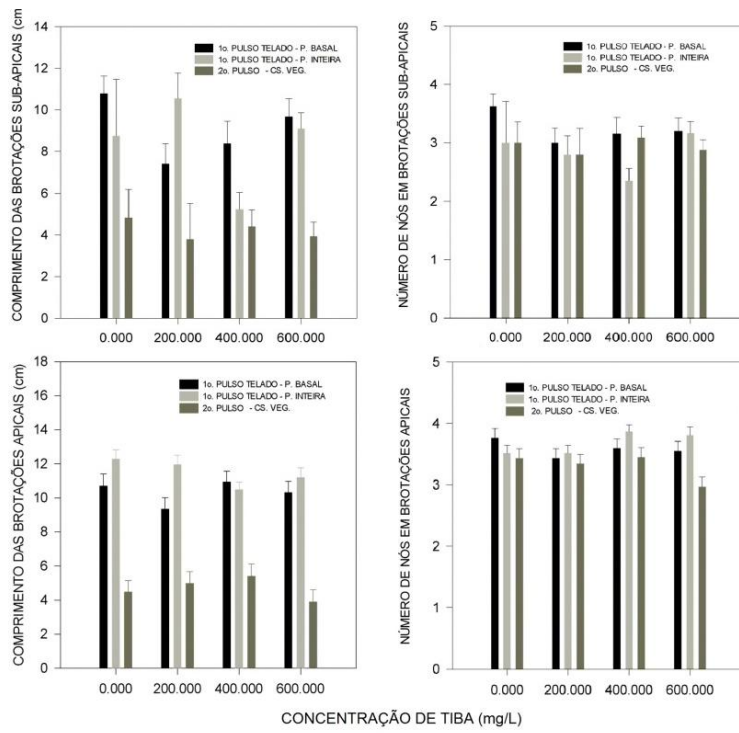 COMPRIMENTO DAS BROTAÇÕES SUB-APICAIS (cm
14
12
10
8
6
4
2
0
1o. PULSO TELADO - P. BASAL
1o. PULSO TELADO - P. INTEIRA
2o. PULSO - CS. VEG.
0.000 200.000 400.000 600.000
NÚMERO DE NÓS EM BROTAÇÕES SUB-APICAIS
5
4
3
2
1
0
1o. PULSO TELADO - P. BASAL
1o. PULSO TELADO - P. INTEIRA
2o. PULSO - CS. VEG.
0.000 200.000 400.000 600.000
COMPRIMENTO DAS BROTAÇÕES APICAIS (cm)
18
16
14
12
10
8
6
4
2
0
1o. PULSO TELADO - P. BASAL
1o. PULSO TELADO - P. INTEIRA
2o. PULSO - CS. VEG.
0.000 200.000 400.000 600.000
NÚMERO DE NÓS EM BROTAÇÕES APICAIS
5
4
3
2
1
0
1o. PULSO TELADO - P. BASAL
1o. PULSO TELADO - P. INTEIRA
2o. PULSO - CS. VEG.
0.000 200.000 400.000 600.000
CONCENTRAÇÃO DE TIBA (mg/L)